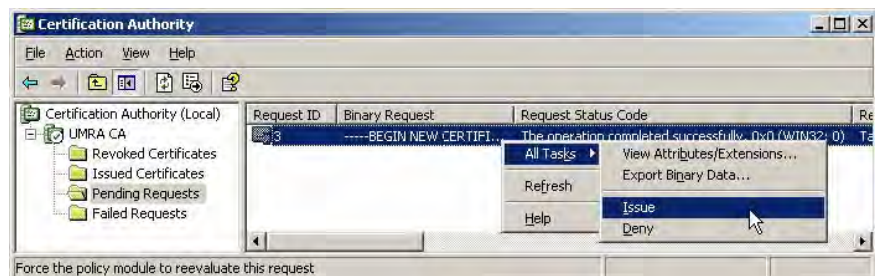 Certification Authority
File Action View Help
Certification Authority (Local)
UMRA CA
Revoked Certificates
Issued Certificates
Pending Requests
Failed Requests
Request ID Binary Request Request Status Code Re
3 -----BEGIN NEW CERTIFI... The operation completed successfully. 0x0 (WIN32: 0) Ta
All Tasks
Refresh
Help
View Attributes/Extensions...
Export Binary Data...
Issue
Deny
Force the policy module to reevaluate this request